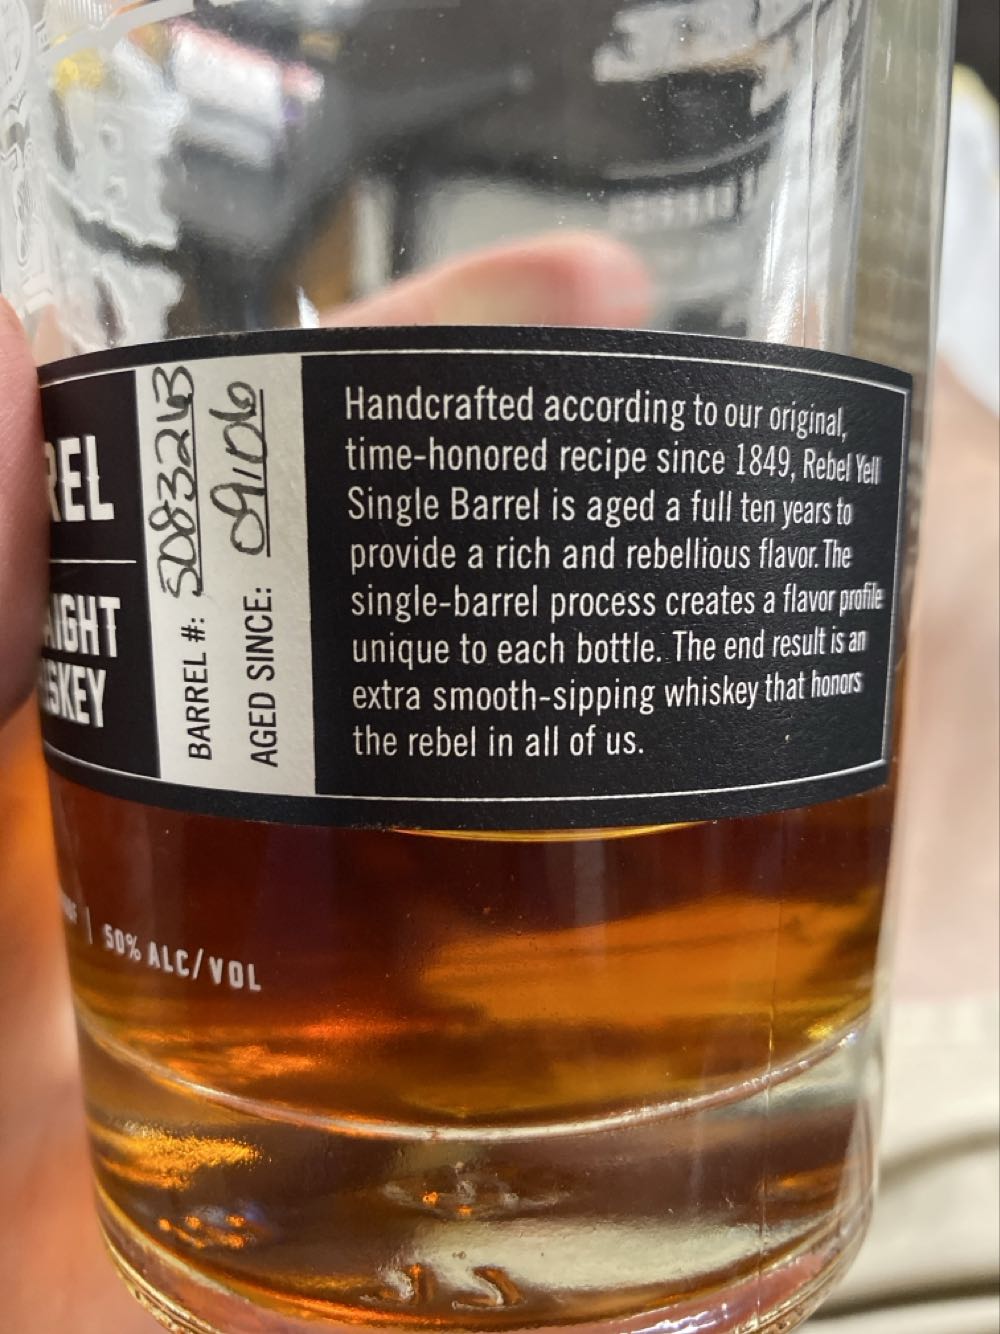 REL
AIGHT
ISKEY
BARREL #: 5083213
AGED SINCE: 09/06
Handcrafted according to our original,
time-honored recipe since 1849, Rebel Yell
Single Barrel is aged a full ten years to
provide a rich and rebellious flavor. The
single-barrel process creates a flavor profile
unique to each bottle. The end result is an
extra smooth-sipping whiskey that honors
the rebel in all of us.
| 50% ALC/VOL